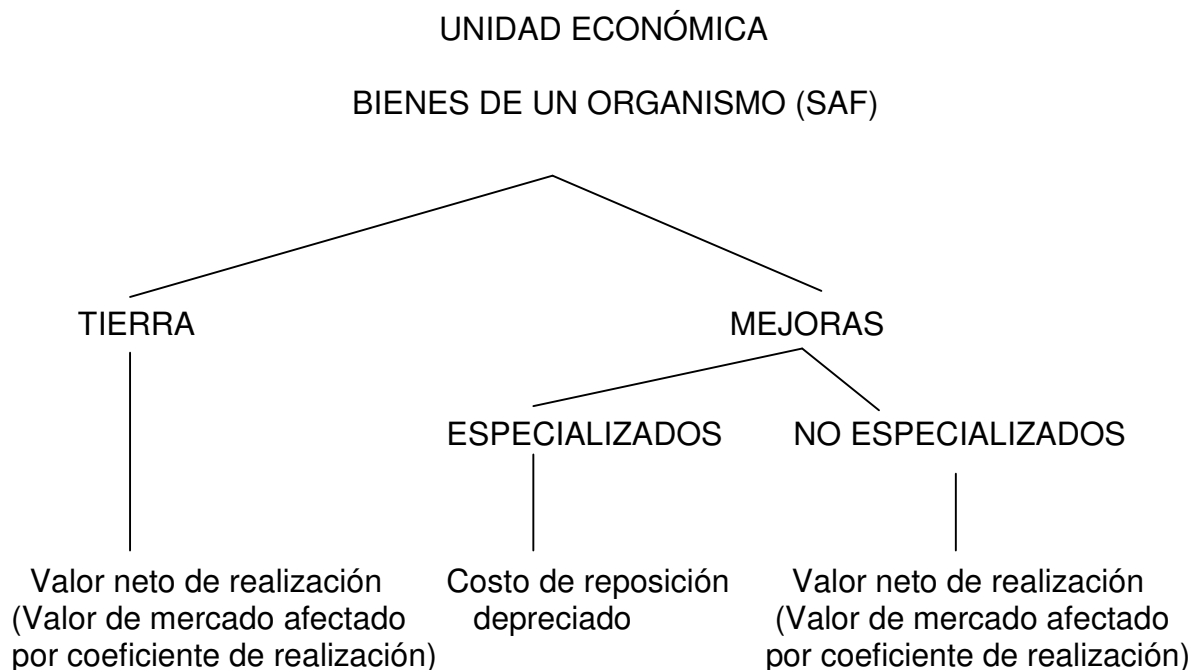 UNIDAD ECONÓMICA
BIENES DE UN ORGANISMO (SAF)
TIERRA
MEJORAS
ESPECIALIZADOS
NO ESPECIALIZADOS
Valor neto de realización
(Valor de mercado afectado
por coeficiente de realización)
Costo de reposición
depreciado
Valor neto de realización
(Valor de mercado afectado
por coeficiente de realización)